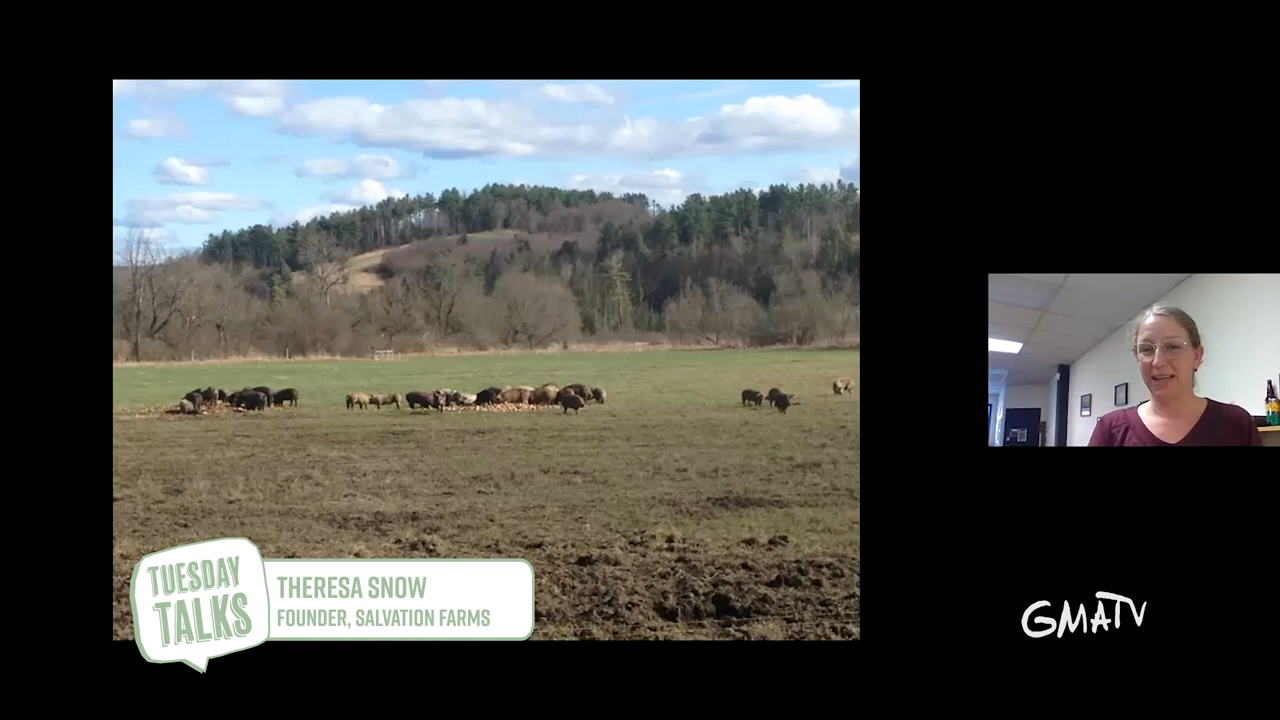 TUESDAY
TALKS
THERESA SNOW
FOUNDER, SALVATION FARMS
GMATV